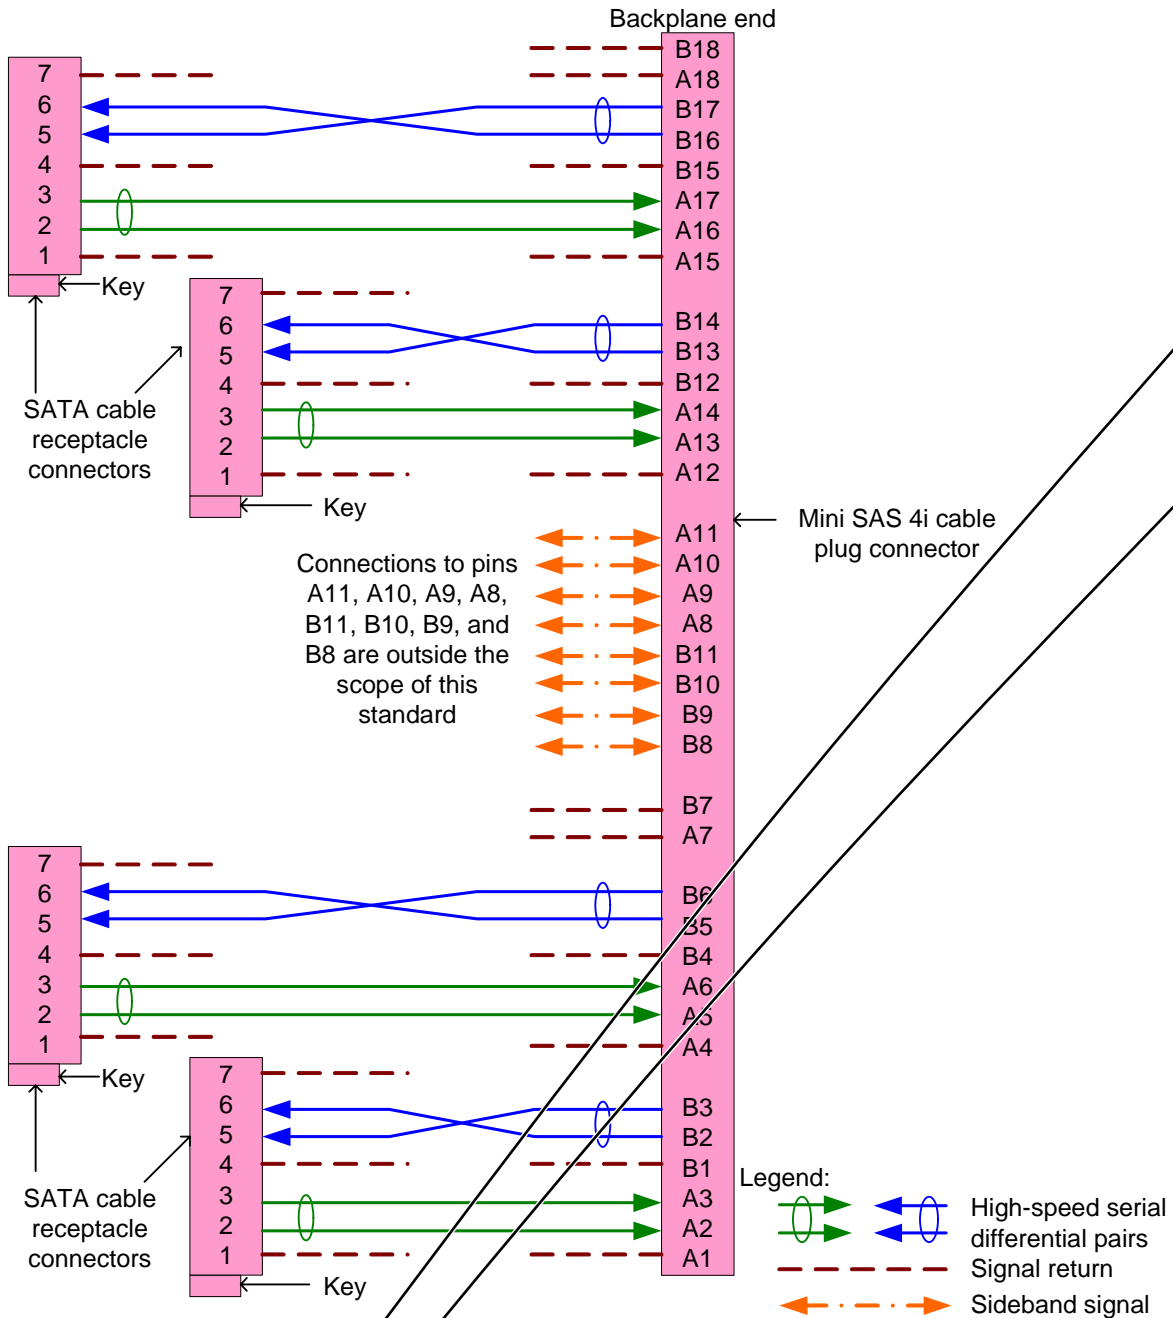 Backplane end
7
6
5
4
3
2
1
Key
7
6
5
4
3
2
1
Key
SATA cable
receptacle
connectors
B18
A18
B17
B16
B15
A17
A16
A15
B14
B13
B12
A14
A13
A12
A11
A10
A9
A8
B11
B10
B9
B8
B7
A7
B6
B5
B4
A6
A5
A4
B3
B2
B1
A3
A2
A1
Mini SAS 4i cable
plug connector
Connections to pins
A11, A10, A9, A8,
B11, B10, B9, and
B8 are outside the
scope of this
standard
7
6
5
4
3
2
1
Key
7
6
5
4
3
2
1
Key
SATA cable
receptacle
connectors
Legend:
High-speed serial
differential pairs
Signal return
Sideband signal